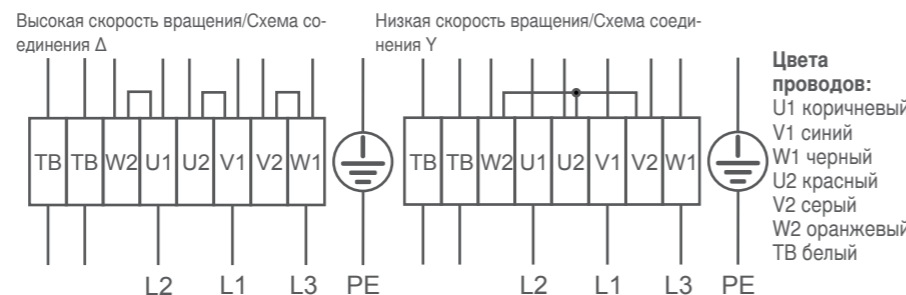 Высокая скорость вращения/Схема со-
единения Δ
Низкая скорость вращения/Схема соеди-
нения Y
TB TB W2 U1 U2 V1 V2 W1
L2 L1 L3 PE
TB TB W2 U1 U2 V1 V2 W1
L2 L1 L3 PE
Цвета
проводов:
U1 коричневый
V1 синий
W1 черный
U2 красный
V2 серый
W2 оранжевый
TB белый